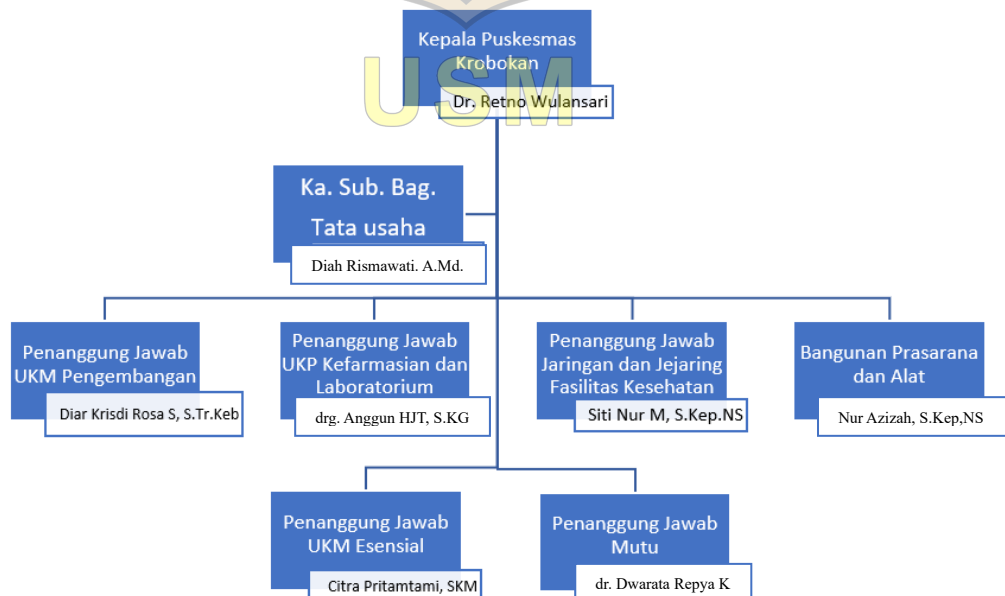 Kepala Puskesmas
Krobokan
USM
Dr. Retno Wulansari
Ka. Sub. Bag.
Tata usaha
Diah Rismawati. A.Md.
Penanggung Jawab
UKM Pengembangan
Diar Krisdi Rosa S, S.Tr.Keb
Penanggung Jawab
UKP Kefarmasian dan
Laboratorium
drg. Anggun HJT, S.KG
Penanggung Jawab
Jaringan dan Jejaring
Fasilitas Kesehatan
Siti Nur M, S.Kep.NS
Bangunan Prasarana
dan Alat
Nur Azizah, S.Kep,NS
Penanggung Jawab
UKM Esensial
Citra Pritamtami, SKM
Penanggung Jawab
Mutu
dr. Dwarata Repya K